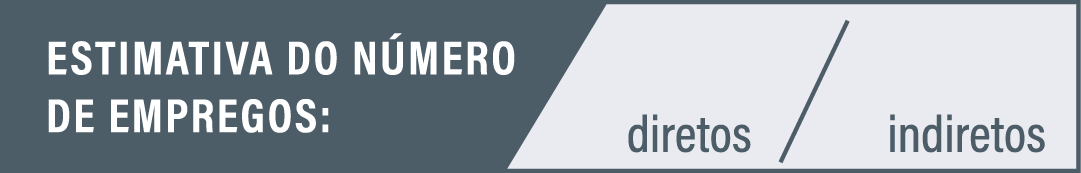 ESTIMATIVA DO NÚMERO
DE EMPREGOS:
diretos / indiretos